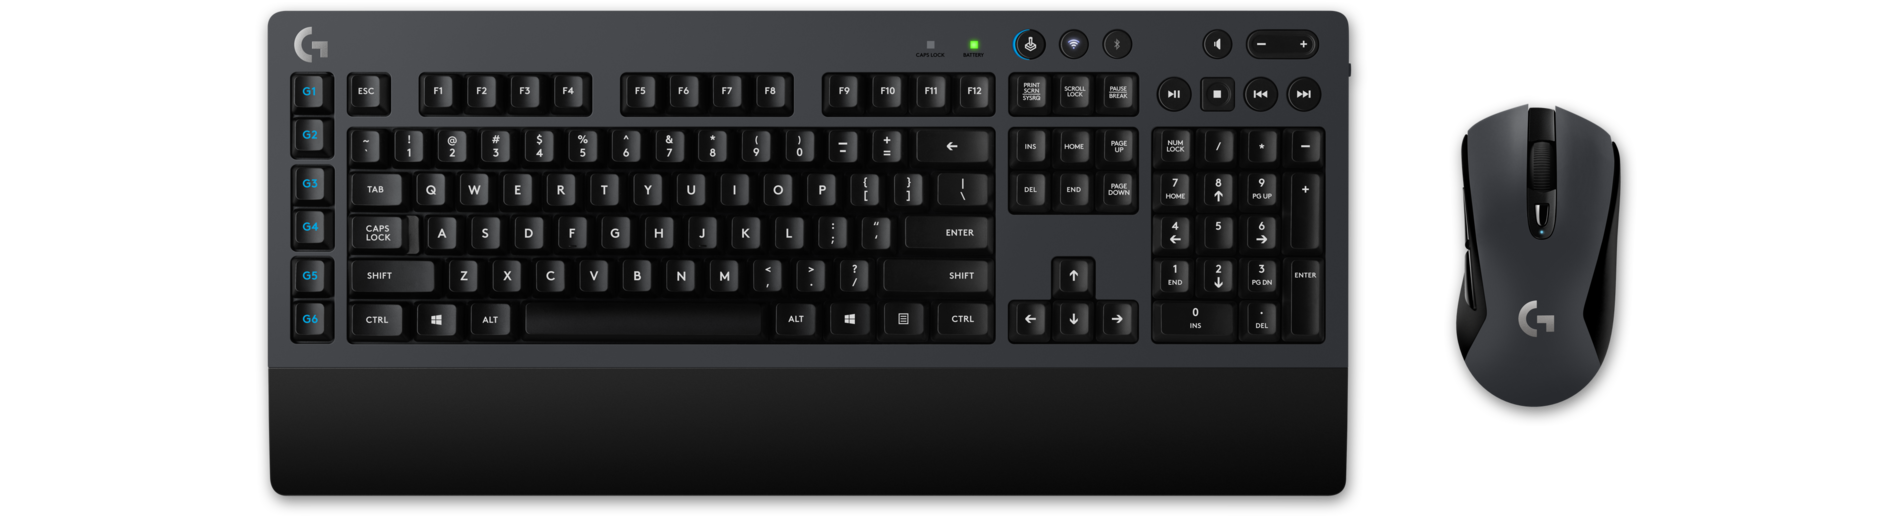 G
CAPS LOCK BATTERY
G1 ESC F1 F2 F3 F4 F5 F6 F7 F8 F9 F10 F11 F12 PRINT SCRN SYSRQ SCROLL LOCK PAUSE BREAK
G2
~ ` ! 1 @ 2 # 3 $ 4 % 5 ^ 6 & 7 * 8 ( 9 ) 0 — - + = ← INS HOME PAGE UP NUM LOCK / * —
G3 TAB Q W E R T Y U I O P { [ } ] | \ DEL END PAGE DOWN 7 HOME 8 ↑ 9 PG UP +
G4 CAPS LOCK A S D F G H J K L : ; “ ‘ ENTER 4 ← 5 6 →
G5 SHIFT Z X C V B N M < , > . ? / SHIFT ↑ 1 END 2 ↓ 3 PG DN ENTER
G6 CTRL ALT ALT CTRL ← ↓ → 0 INS . DEL
G